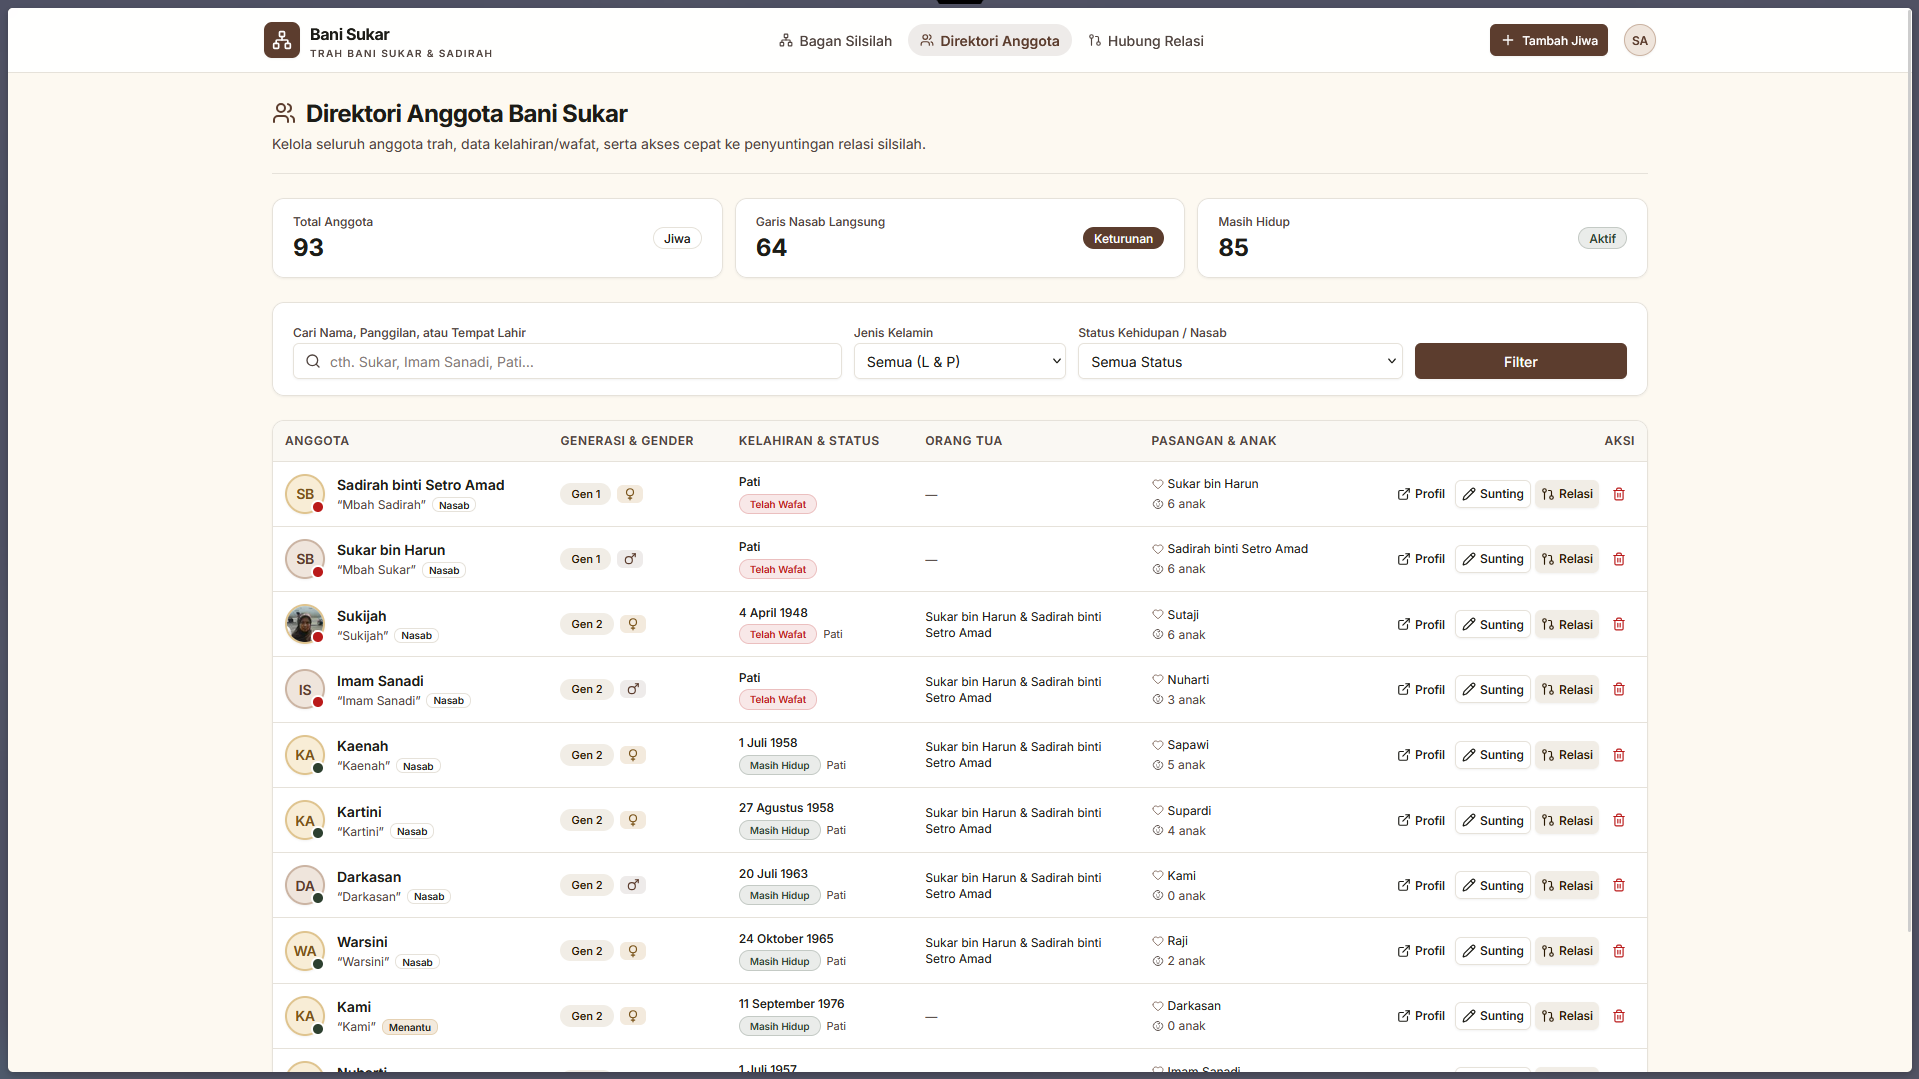 Bani Sukar
TRAH BANI SUKAR & SADIRAH
Bagan Silsilah
Direktori Anggota
Hubung Relasi
Tambah Jiwa
SA
Direktori Anggota Bani Sukar
Kelola seluruh anggota trah, data kelahiran/wafat, serta akses cepat ke penyuntingan relasi silsilah.
Total Anggota
93
Jiwa
Garis Nasab Langsung
64
Keturunan
Masih Hidup
85
Aktif
Cari Nama, Panggilan, atau Tempat Lahir
cth. Sukar, Imam Sanadi, Pati...
Jenis Kelamin
Semua (L & P)
Status Kehidupan / Nasab
Semua Status
Filter
ANGGOTA GENERASI & GENDER KELAHIRAN & STATUS ORANG TUA PASANGAN & ANAK AKSI
SB
Sadirah binti Setro Amad
“Mbah Sadirah” Nasab
Gen 1 ♀
Pati
Telah Wafat
—
Sukar bin Harun
6 anak
Profil Sunting Relasi
SB
Sukar bin Harun
“Mbah Sukar” Nasab
Gen 1 ♂
Pati
Telah Wafat
—
Sadirah binti Setro Amad
6 anak
Profil Sunting Relasi
Sukijah
“Sukijah” Nasab
Gen 2 ♀
4 April 1948
Telah Wafat Pati
Sukar bin Harun & Sadirah binti
Setro Amad
Sutaji
6 anak
Profil Sunting Relasi
IS
Imam Sanadi
“Imam Sanadi” Nasab
Gen 2 ♂
Pati
Telah Wafat
Sukar bin Harun & Sadirah binti
Setro Amad
Nuharti
3 anak
Profil Sunting Relasi
KA
Kaenah
“Kaenah” Nasab
Gen 2 ♀
1 Juli 1958
Masih Hidup Pati
Sukar bin Harun & Sadirah binti
Setro Amad
Sapawi
5 anak
Profil Sunting Relasi
KA
Kartini
“Kartini” Nasab
Gen 2 ♀
27 Agustus 1958
Masih Hidup Pati
Sukar bin Harun & Sadirah binti
Setro Amad
Supardi
4 anak
Profil Sunting Relasi
DA
Darkasan
“Darkasan” Nasab
Gen 2 ♂
20 Juli 1963
Masih Hidup Pati
Sukar bin Harun & Sadirah binti
Setro Amad
Kami
0 anak
Profil Sunting Relasi
WA
Warsini
“Warsini” Nasab
Gen 2 ♀
24 Oktober 1965
Masih Hidup Pati
Sukar bin Harun & Sadirah binti
Setro Amad
Raji
2 anak
Profil Sunting Relasi
KA
Kami
“Kami” Menantu
Gen 2 ♀
11 September 1976
Masih Hidup Pati
—
Darkasan
0 anak
Profil Sunting Relasi
Nuharti
1 Juli 1957
Imam Sanadi